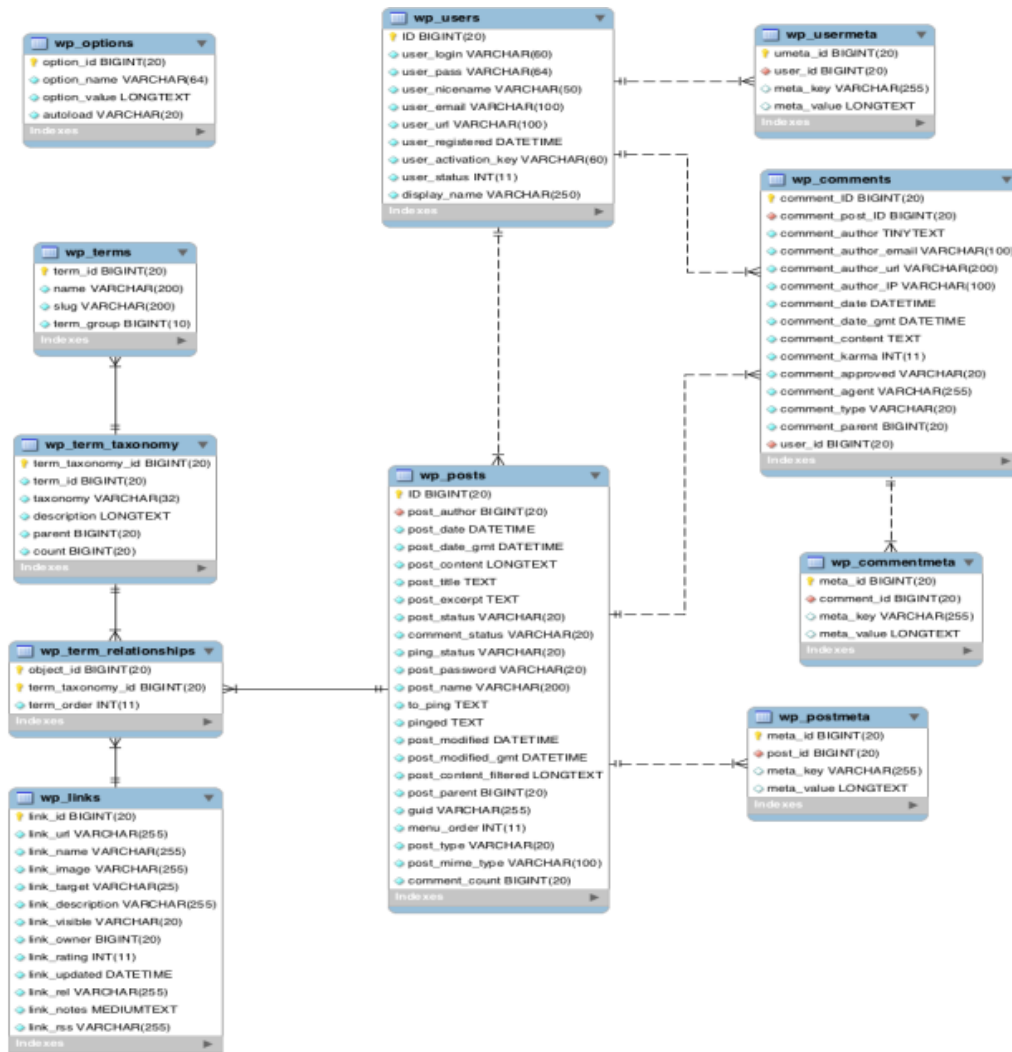 wp_options
option_id BIGINT(20)
option_name VARCHAR(64)
option_value LONGTEXT
autoload VARCHAR(20)
Indexes
wp_users
ID BIGINT(20)
user_login VARCHAR(60)
user_pass VARCHAR(64)
user_nicename VARCHAR(50)
user_email VARCHAR(100)
user_url VARCHAR(100)
user_registered DATETIME
user_activation_key VARCHAR(60)
user_status INT(11)
display_name VARCHAR(250)
Indexes
wp_usermeta
umeta_id BIGINT(20)
user_id BIGINT(20)
meta_key VARCHAR(255)
meta_value LONGTEXT
Indexes
wp_comments
comment_ID BIGINT(20)
comment_post_ID BIGINT(20)
comment_author TINYTEXT
comment_author_email VARCHAR(100)
comment_author_url VARCHAR(200)
comment_author_IP VARCHAR(100)
comment_date DATETIME
comment_date_gmt DATETIME
comment_content TEXT
comment_karma INT(11)
comment_approved VARCHAR(20)
comment_agent VARCHAR(255)
comment_type VARCHAR(20)
comment_parent BIGINT(20)
user_id BIGINT(20)
Indexes
wp_terms
term_id BIGINT(20)
name VARCHAR(200)
slug VARCHAR(200)
term_group BIGINT(10)
Indexes
wp_term_taxonomy
term_taxonomy_id BIGINT(20)
term_id BIGINT(20)
taxonomy VARCHAR(32)
description LONGTEXT
parent BIGINT(20)
count BIGINT(20)
Indexes
wp_posts
ID BIGINT(20)
post_author BIGINT(20)
post_date DATETIME
post_date_gmt DATETIME
post_content LONGTEXT
post_title TEXT
post_excerpt TEXT
post_status VARCHAR(20)
comment_status VARCHAR(20)
ping_status VARCHAR(20)
post_password VARCHAR(20)
post_name VARCHAR(200)
to_ping TEXT
pinged TEXT
post_modified DATETIME
post_modified_gmt DATETIME
post_content_filtered LONGTEXT
post_parent BIGINT(20)
guid VARCHAR(255)
menu_order INT(11)
post_type VARCHAR(20)
post_mime_type VARCHAR(100)
comment_count BIGINT(20)
Indexes
wp_commentmeta
meta_id BIGINT(20)
comment_id BIGINT(20)
meta_key VARCHAR(255)
meta_value LONGTEXT
Indexes
wp_term_relationships
object_id BIGINT(20)
term_taxonomy_id BIGINT(20)
term_order INT(11)
Indexes
wp_postmeta
meta_id BIGINT(20)
post_id BIGINT(20)
meta_key VARCHAR(255)
meta_value LONGTEXT
Indexes
wp_links
link_id BIGINT(20)
link_url VARCHAR(255)
link_name VARCHAR(255)
link_image VARCHAR(255)
link_target VARCHAR(25)
link_description VARCHAR(255)
link_visible VARCHAR(20)
link_owner BIGINT(20)
link_rating INT(11)
link_updated DATETIME
link_rel VARCHAR(255)
link_notes MEDIUMTEXT
link_rss VARCHAR(255)
Indexes